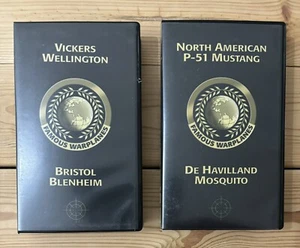 VICKERS
WELLINGTON
FAMOUS WARPLANES
BRISTOL
BLENHEIM
NORTH AMERICAN
P-51 MUSTANG
FAMOUS WARPLANES
DE HAVILLAND
MOSQUITO